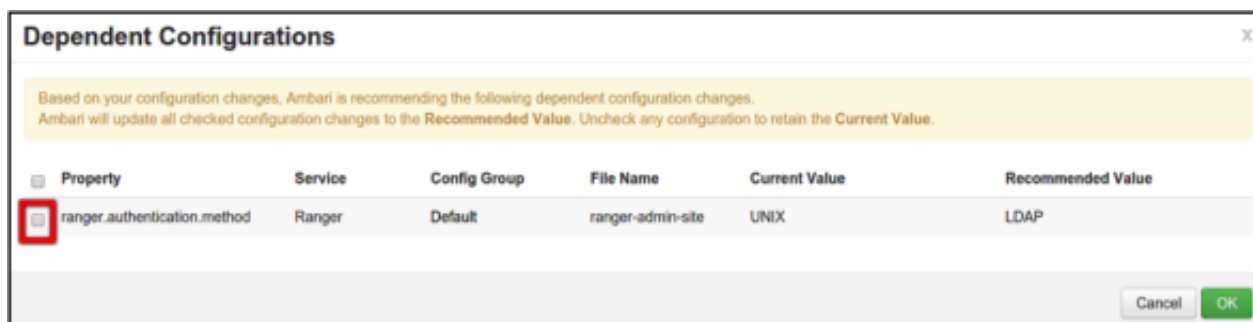 Dependent Configurations
x
Based on your configuration changes, Ambari is recommending the following dependent configuration changes.
Ambari will update all checked configuration changes to the Recommended Value. Uncheck any configuration to retain the Current Value.
Property Service Config Group File Name Current Value Recommended Value
ranger.authentication.method Ranger Default ranger-admin-site UNIX LDAP
Cancel OK